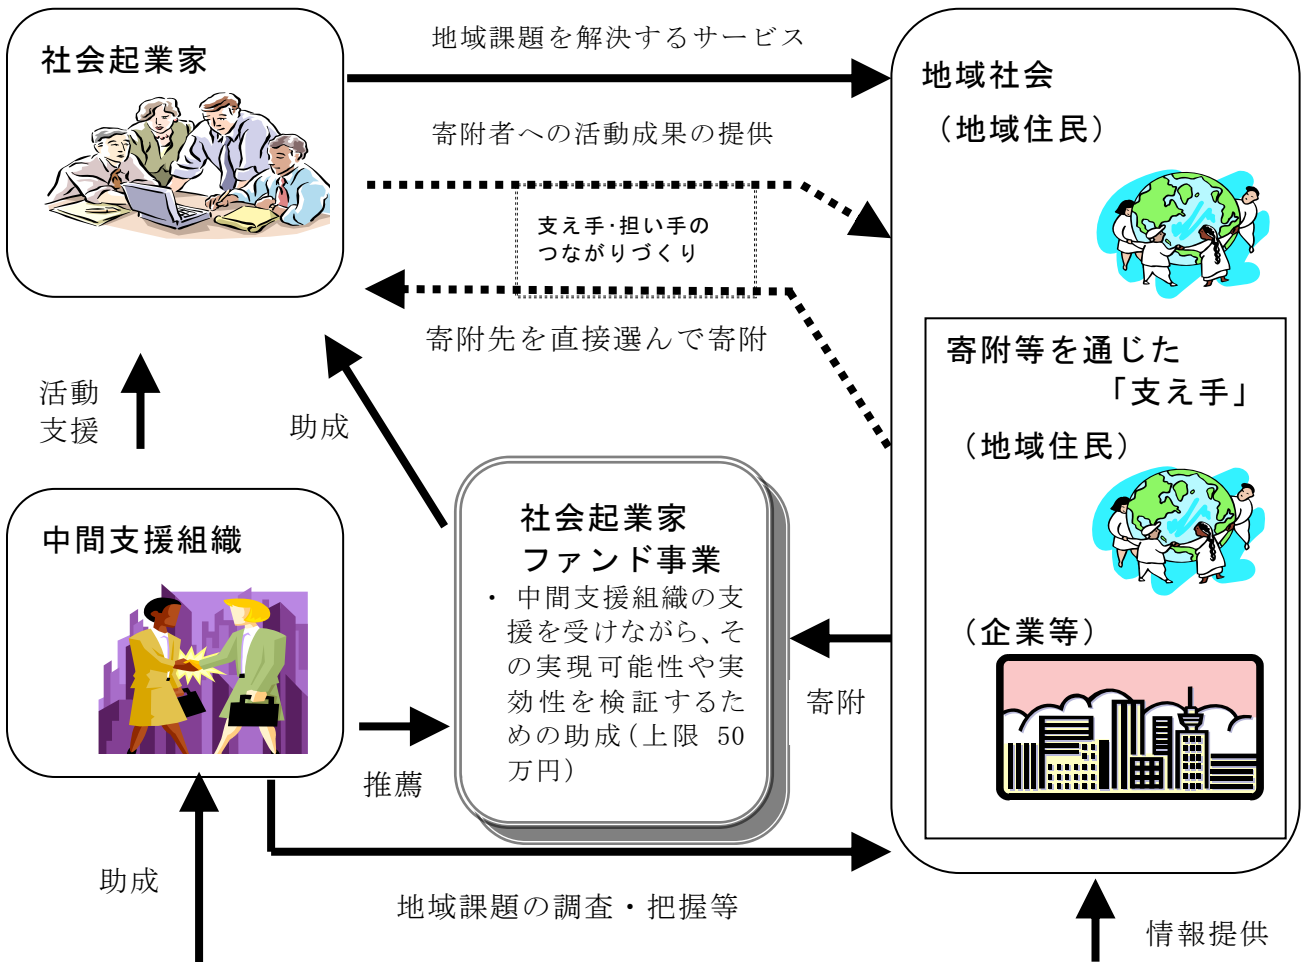 社会起業家
地域課題を解決するサービス
寄附者への活動成果の提供
支え手･担い手の
つながりづくり
寄附先を直接選んで寄附
地域社会
（地域住民）
寄附等を通じた
「支え手」
（地域住民）
（企業等）
活動
支援
助成
中間支援組織
社会起業家
ファンド事業
・ 中間支援組織の支
援を受けながら、そ
の実現可能性や実
効性を検証するた
めの助成（上限 50
万円）
寄附
推薦
助成
地域課題の調査・把握等
情報提供